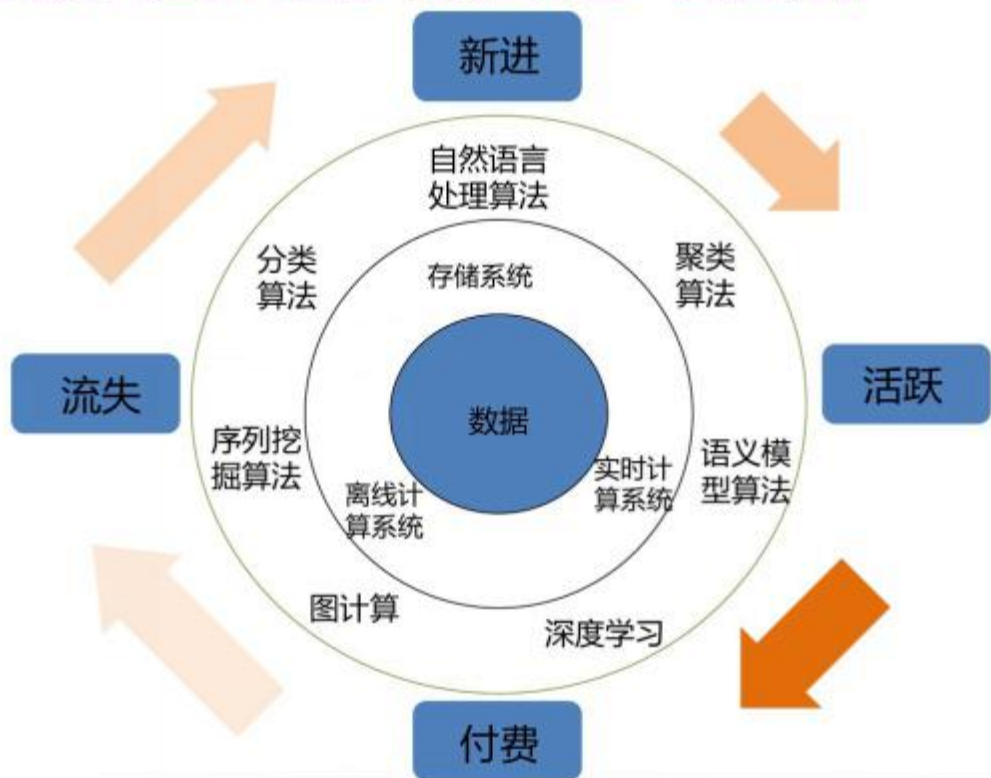 新进
自然语言
处理算法
分类
算法
聚类
算法
存储系统
流失
活跃
数据
序列挖
掘算法
语义模
型算法
离线计
算系统
实时计
算系统
图计算
深度学习
付费